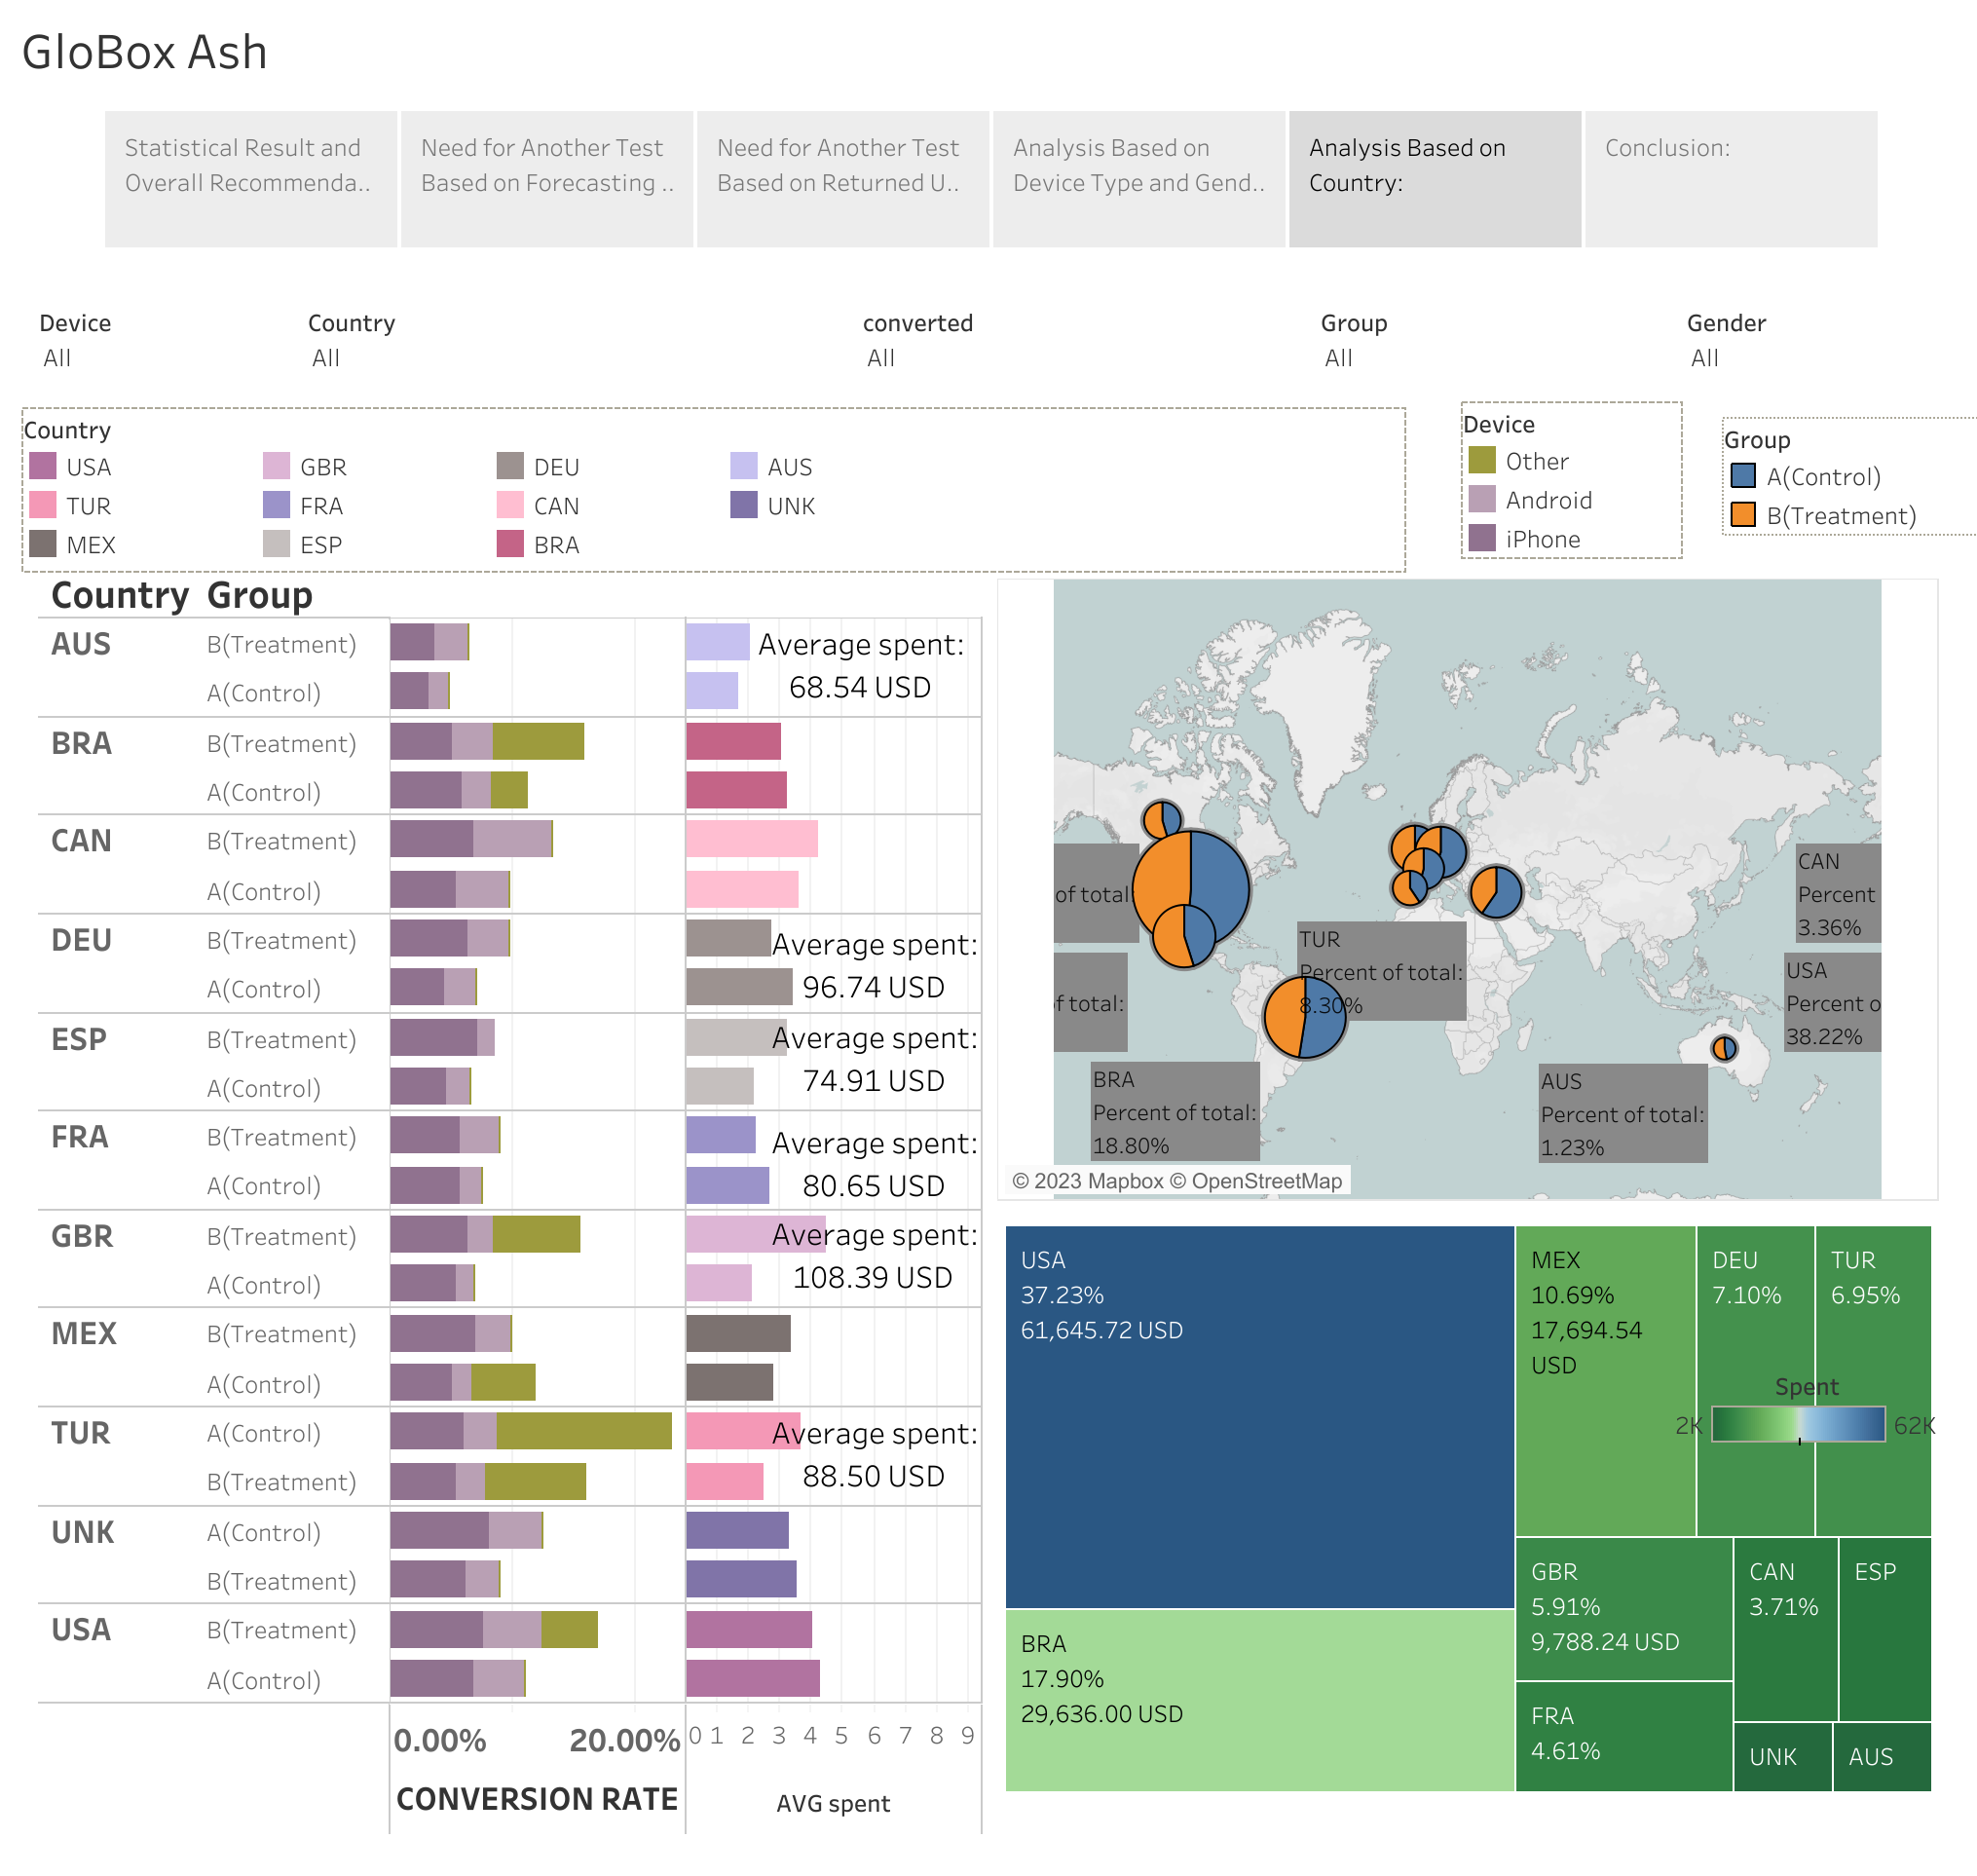 GloBox Ash
Statistical Result and
Overall Recommenda..
Need for Another Test
Based on Forecasting ..
Need for Another Test
Based on Returned U..
Analysis Based on
Device Type and Gend..
Analysis Based on
Country:
Conclusion:
Device
All
Country
All
converted
All
Group
All
Gender
All
Country
USA
TUR
MEX
GBR
FRA
ESP
DEU
CAN
BRA
AUS
UNK
Device
Other
Android
iPhone
Group
A(Control)
B(Treatment)
Country Group
AUS
B(Treatment)
A(Control)
Average spent:
68.54 USD
BRA
B(Treatment)
A(Control)
CAN
B(Treatment)
A(Control)
DEU
B(Treatment)
A(Control)
Average spent:
96.74 USD
ESP
B(Treatment)
A(Control)
Average spent:
74.91 USD
FRA
B(Treatment)
A(Control)
Average spent:
80.65 USD
GBR
B(Treatment)
A(Control)
Average spent:
108.39 USD
MEX
B(Treatment)
A(Control)
TUR
A(Control)
B(Treatment)
Average spent:
88.50 USD
UNK
A(Control)
B(Treatment)
USA
B(Treatment)
A(Control)
0.00% 20.00%
CONVERSION RATE
0 1 2 3 4 5 6 7 8 9
AVG spent
of total:
f total:
TUR
Percent of total:
8.30%
CAN
Percent
3.36%
USA
Percent o
38.22%
BRA
Percent of total:
18.80%
AUS
Percent of total:
1.23%
© 2023 Mapbox © OpenStreetMap
USA
37.23%
61,645.72 USD
BRA
17.90%
29,636.00 USD
MEX
10.69%
17,694.54
USD
DEU
7.10%
TUR
6.95%
Spent
2K 62K
GBR
5.91%
9,788.24 USD
FRA
4.61%
CAN
3.71%
ESP
UNK
AUS